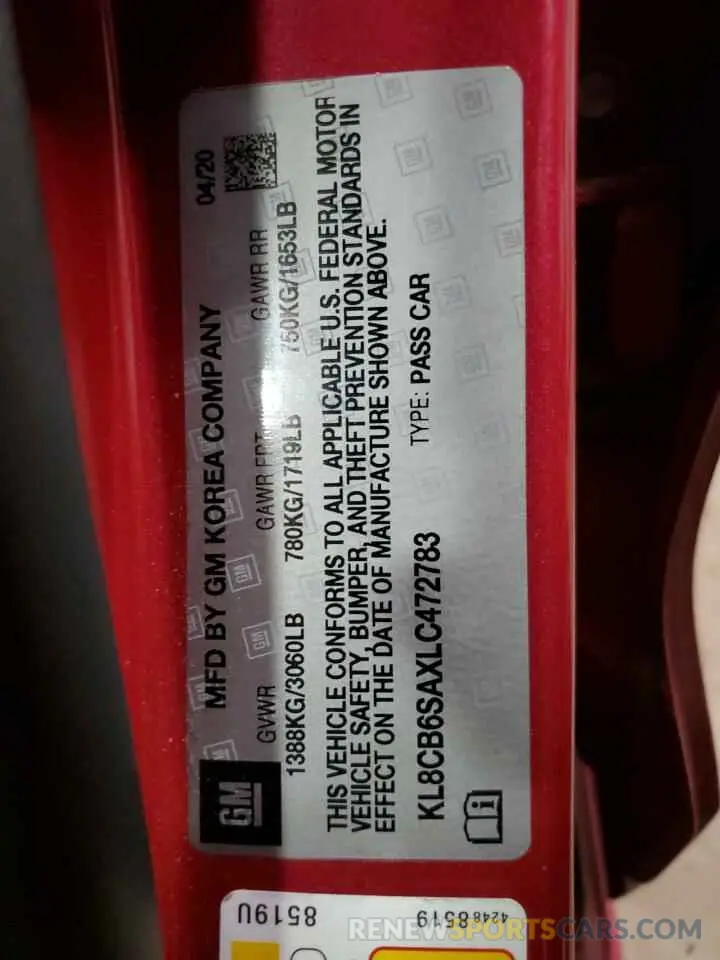 MFD BY GM KOREA COMPANY 04/20
GM
GVWR GAWR FRT GAWR RR
1388KG/3060LB 780KG/1719LB 750KG/1653LB
THIS VEHICLE CONFORMS TO ALL APPLICABLE U.S. FEDERAL MOTOR
VEHICLE SAFETY, BUMPER, AND THEFT PREVENTION STANDARDS IN
EFFECT ON THE DATE OF MANUFACTURE SHOWN ABOVE.
KL8CB6SAXLC472783 TYPE: PASS CAR
42488519 8519U
RENEWSPORTSCARS.COM